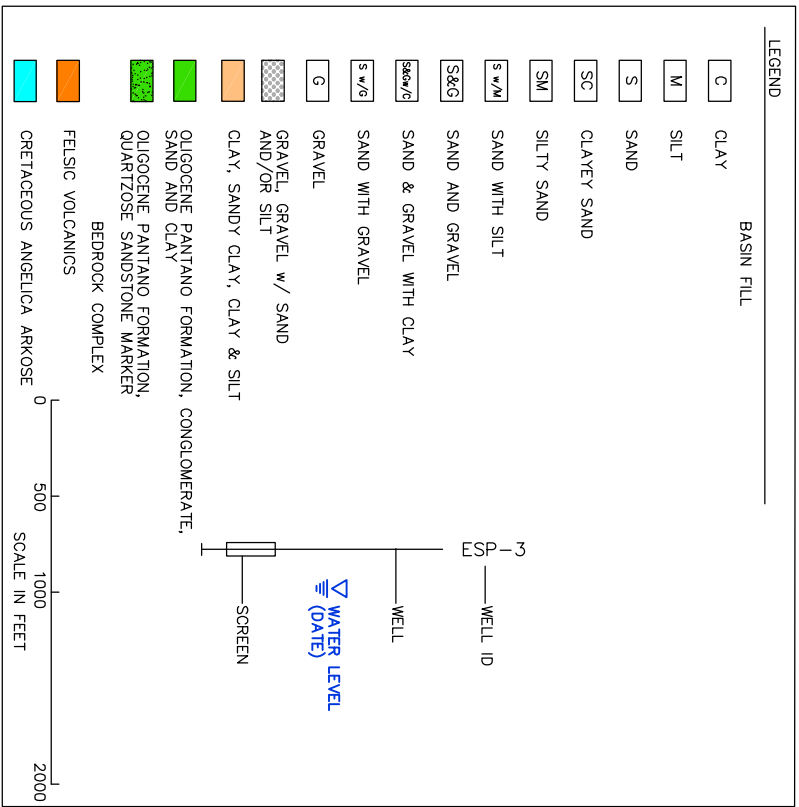 LEGEND
BASIN FILL
C CLAY
M SILT
S SAND
SC CLAYEY SAND
SM SILTY SAND
S w/M SAND WITH SILT
S&G SAND AND GRAVEL
S&Gw/C SAND & GRAVEL WITH CLAY
S w/G SAND WITH GRAVEL
G GRAVEL
GRAVEL, GRAVEL w/ SAND
AND/OR SILT
CLAY, SANDY CLAY, CLAY & SILT
OLIGOCENE PANTANO FORMATION, CONGLOMERATE,
SAND AND CLAY
OLIGOCENE PANTANO FORMATION,
QUARTZOSE SANDSTONE MARKER
BEDROCK COMPLEX
FELSIC VOLCANICS
CRETACEOUS ANGELICA ARKOSE
ESP-3
WELL ID
WELL
WATER LEVEL
(DATE)
SCREEN
0 500 1000 2000
SCALE IN FEET